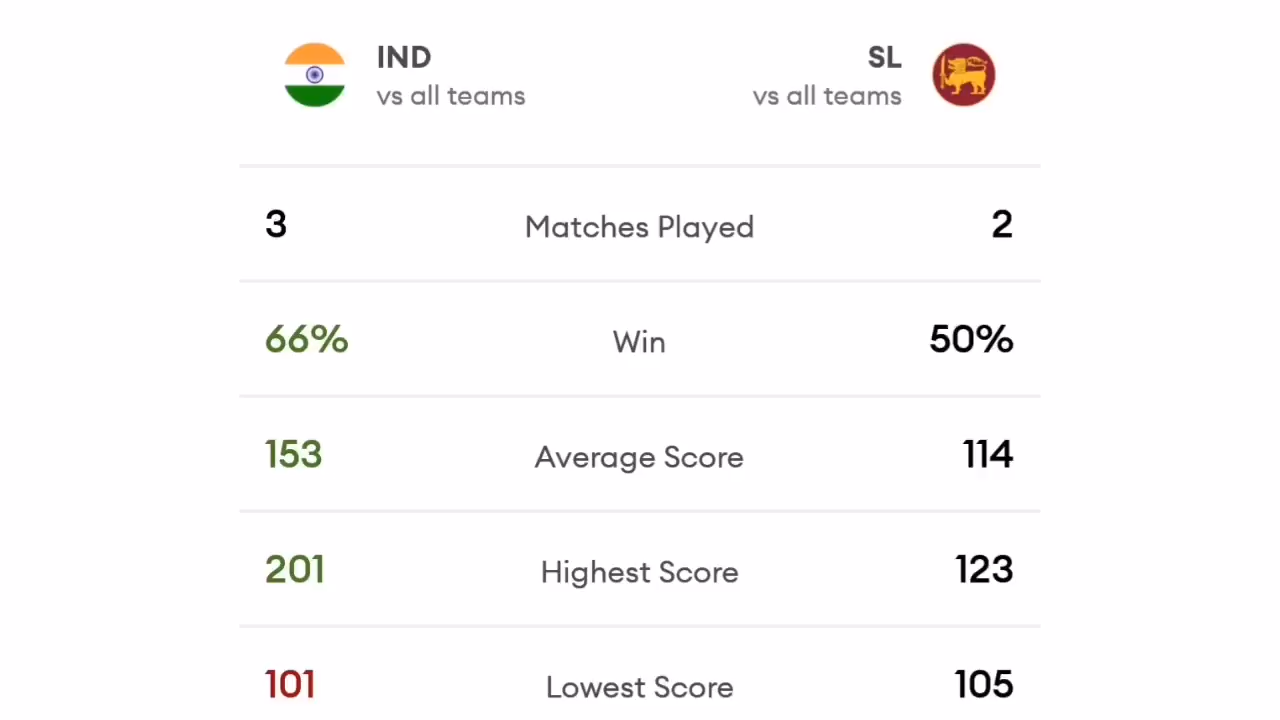 IND SL
vs all teams vs all teams
3 Matches Played 2
66% Win 50%
153 Average Score 114
201 Highest Score 123
101 Lowest Score 105